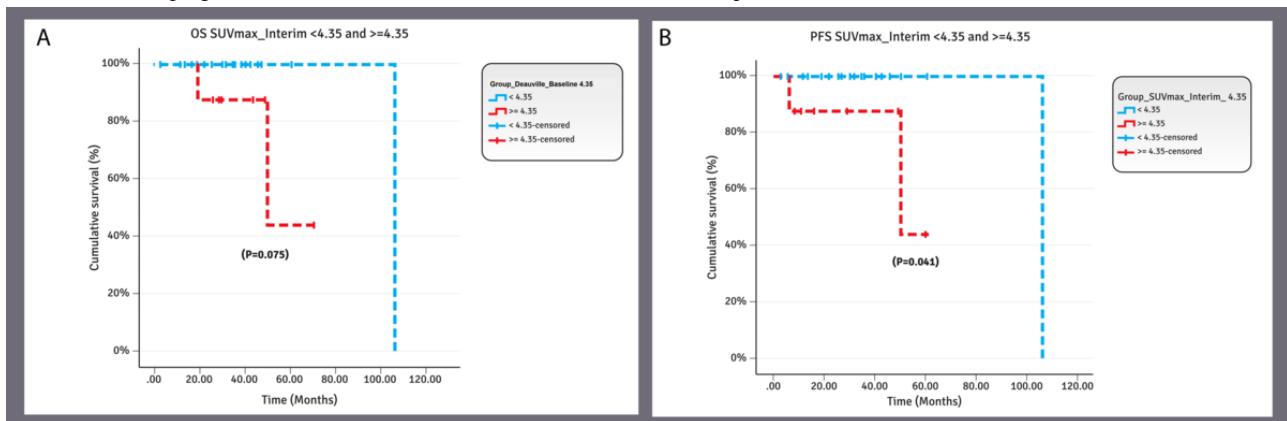 A
OS SUVmax_Interim <4.35 and >=4.35
100%
80%
60%
40%
20%
0%
Cumulative survival (%)
(P=0.075)
.00 20.00 40.00 60.00 80.00 100.00 120.00
Time (Months)
Group_Deauville_Baseline 4.35
< 4.35
>= 4.35
< 4.35-censored
>= 4.35-censored
B
PFS SUVmax_Interim <4.35 and >=4.35
100%
80%
60%
40%
20%
0%
Cumulative survival (%)
(P=0.041)
.00 20.00 40.00 60.00 80.00 100.00 120.00
Time (Months)
Group_SUVmax_Interim_ 4.35
< 4.35
>= 4.35
< 4.35-censored
>= 4.35-censored